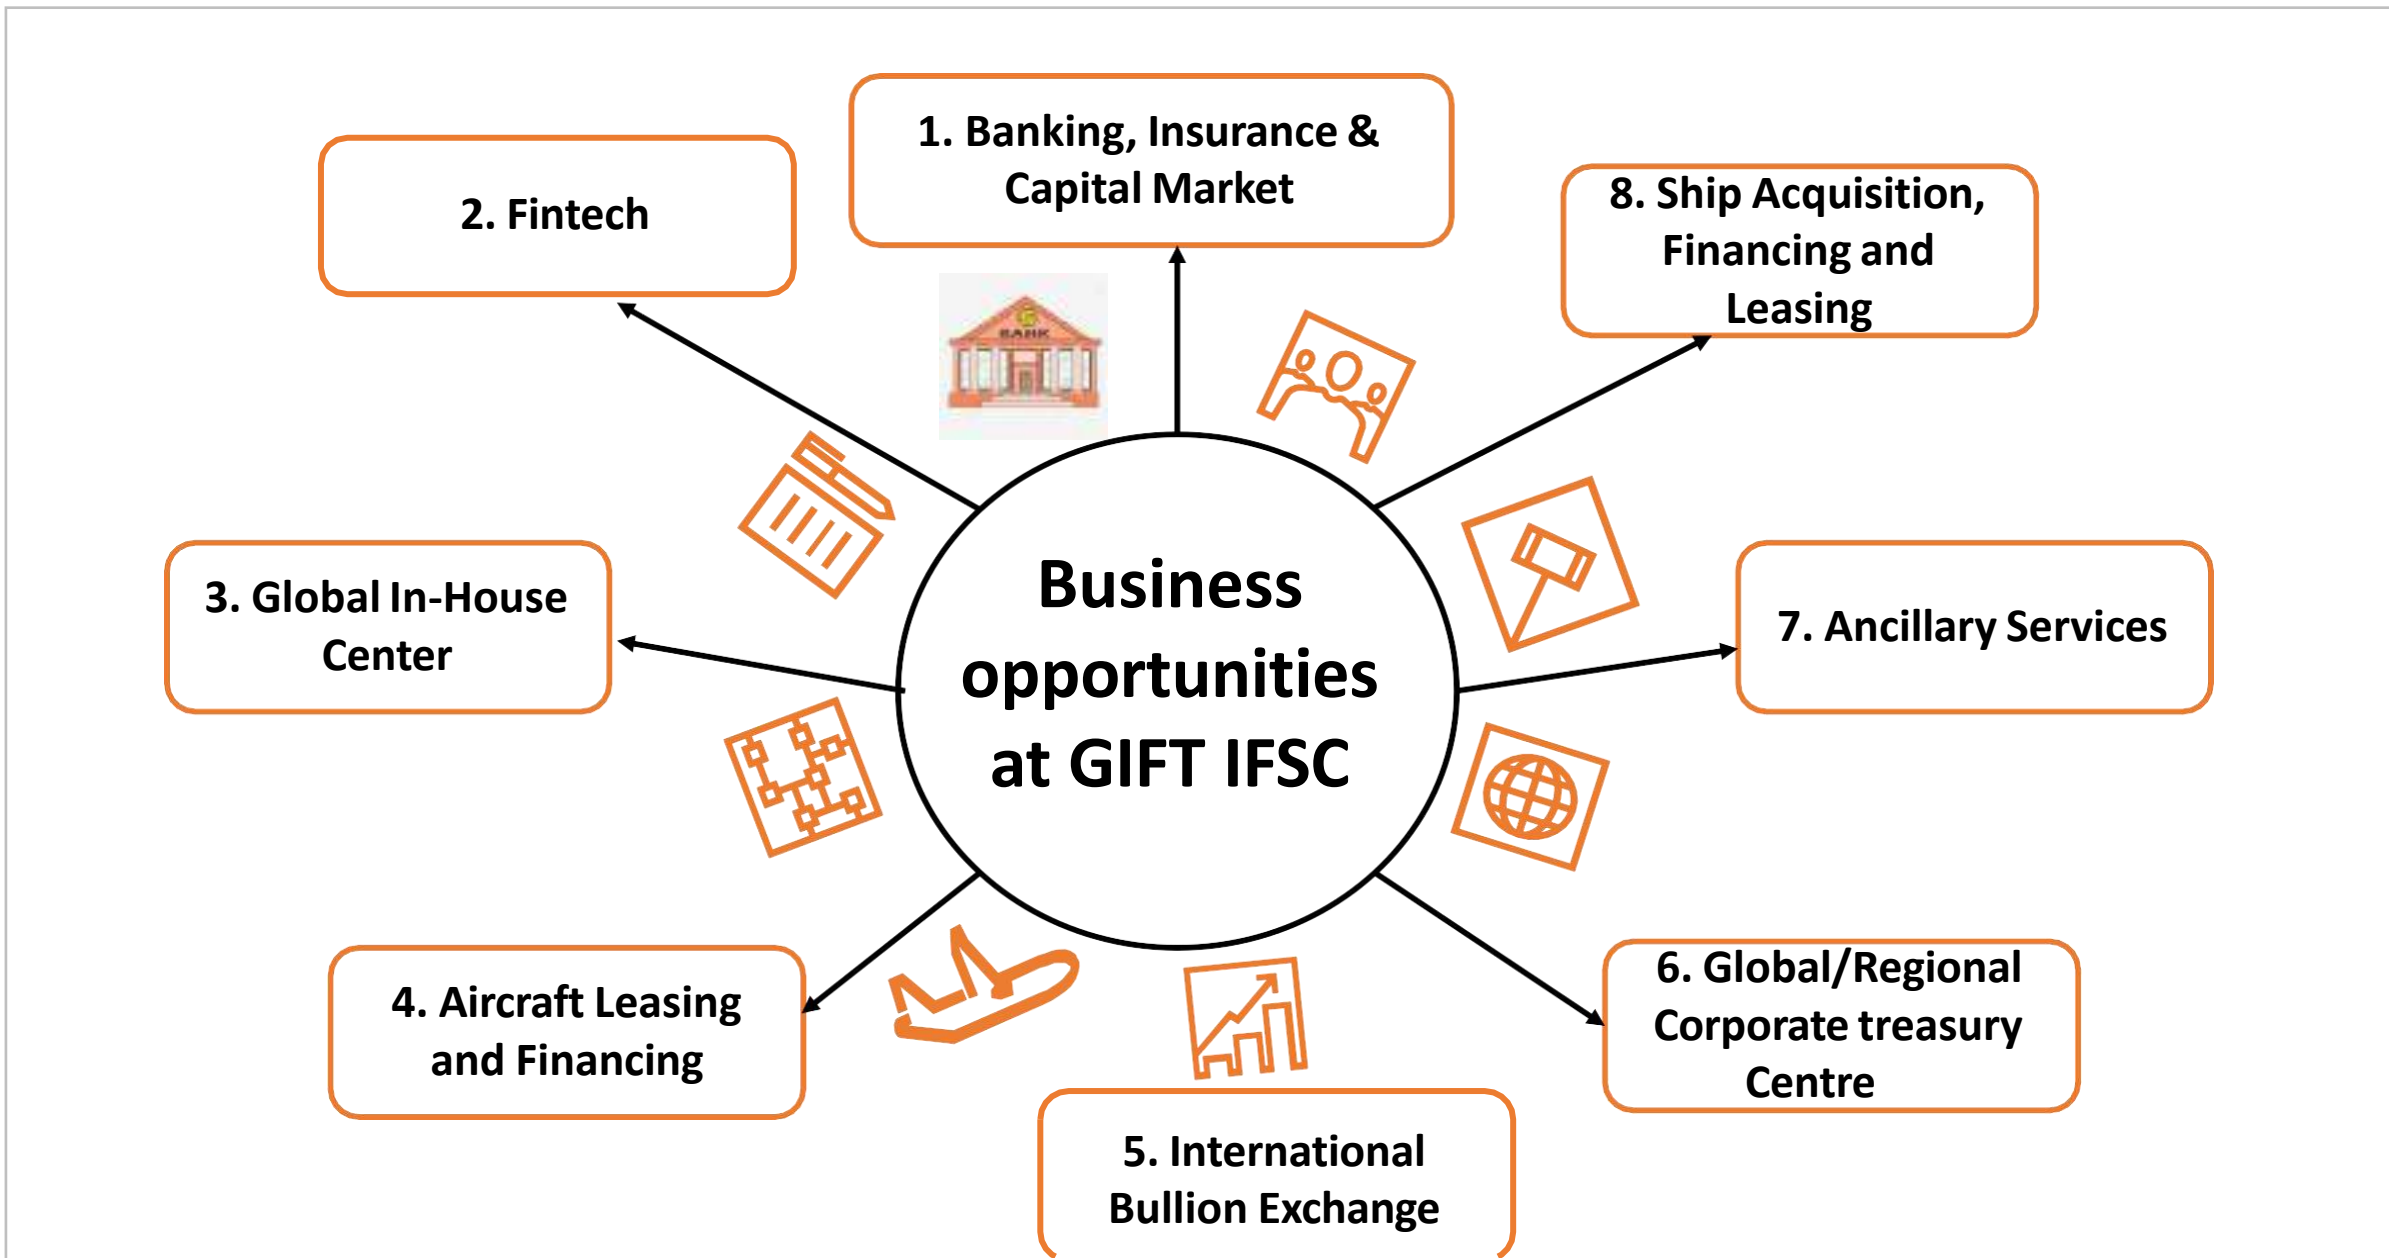 1. Banking, Insurance &
Capital Market
2. Fintech
8. Ship Acquisition,
Financing and
Leasing
BANK
3. Global In-House
Center
Business
opportunities
at GIFT IFSC
7. Ancillary Services
4. Aircraft Leasing
and Financing
6. Global/Regional
Corporate treasury
Centre
5. International
Bullion Exchange